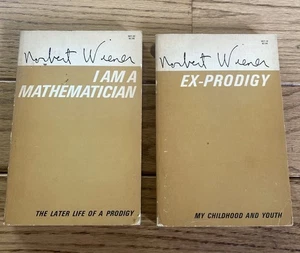 Norbert Wiener
I AM A
MATHEMATICIAN
THE LATER LIFE OF A PRODIGY
Norbert Wiener
EX-PRODIGY
MY CHILDHOOD AND YOUTH